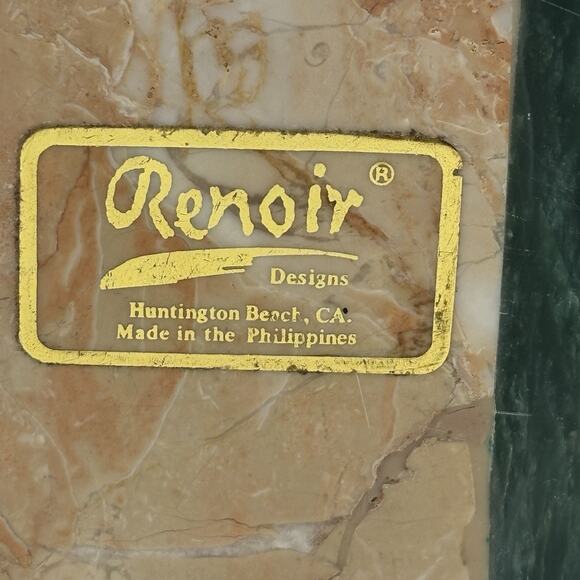 Renoir ®
Designs
Huntington Beach, CA.
Made in the Philippines